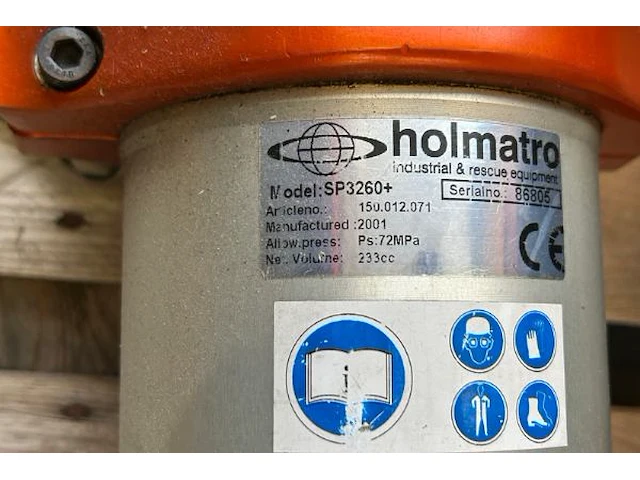 holmatro
industrial & rescue equipment
Model:SP3260+
Serialno.: 86805
Articleno.: 150.012.071
Manufactured :2001
Allow.press: Ps:72MPa
Net. Volume: 233cc
CE
i